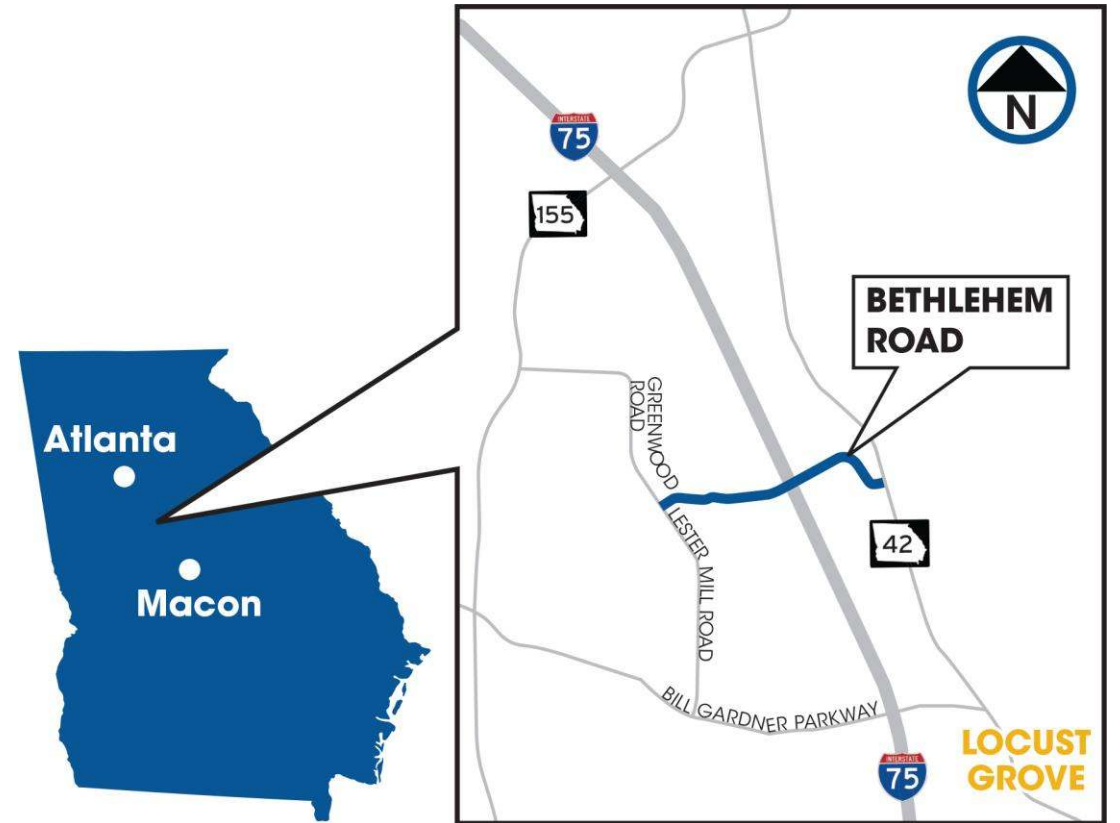 N
INTERSTATE
75
155
BETHLEHEM
ROAD
GREENWOOD
ROAD
Atlanta
LESTER MILL ROAD
42
Macon
BILL GARDNER PARKWAY
LOCUST
GROVE
INTERSTATE
75